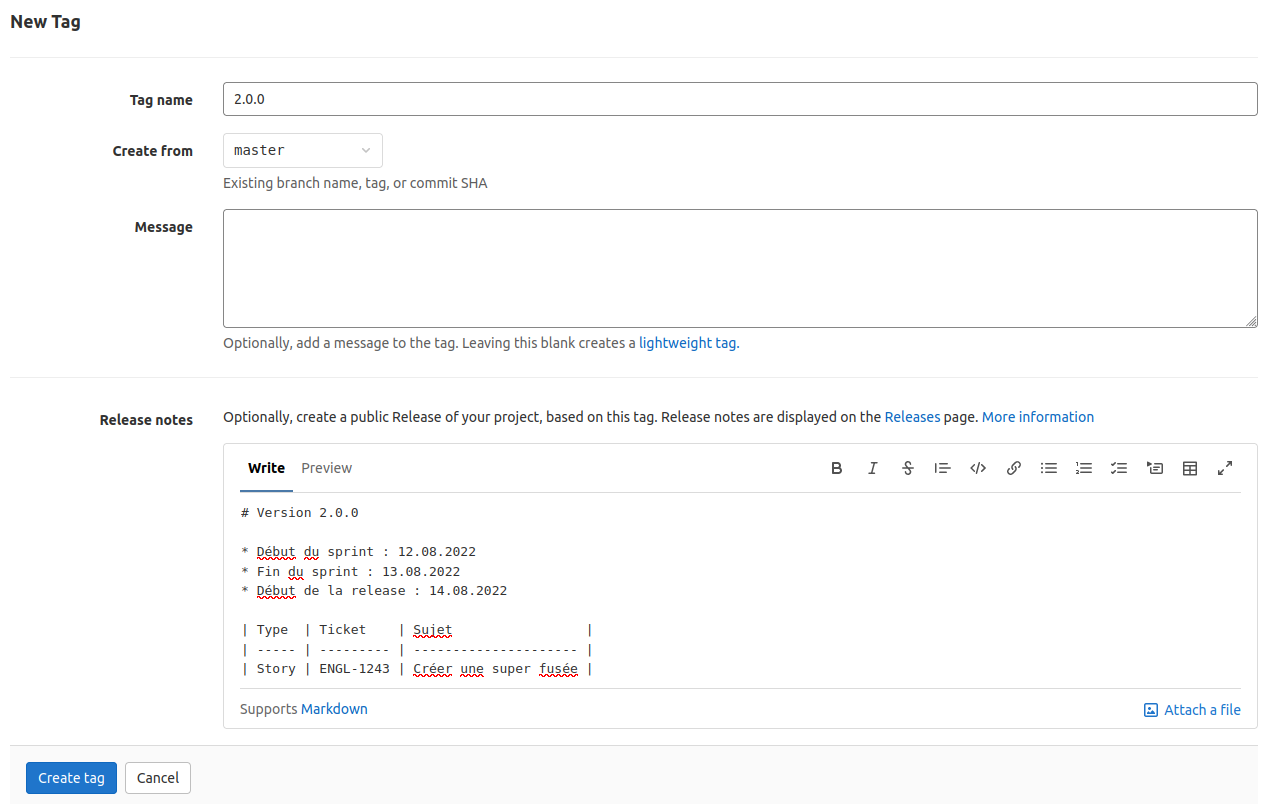 New Tag
Tag name
2.0.0
Create from
master
Existing branch name, tag, or commit SHA
Message
Optionally, add a message to the tag. Leaving this blank creates a lightweight tag.
Release notes
Optionally, create a public Release of your project, based on this tag. Release notes are displayed on the Releases page. More information
Write Preview
# Version 2.0.0
* Début du sprint : 12.08.2022
* Fin du sprint : 13.08.2022
* Début de la release : 14.08.2022
| Type  | Ticket    | Sujet                 |
| ----- | --------- | --------------------- |
| Story | ENGL-1243 | Créer une super fusée |
Supports Markdown
Attach a file
Create tag
Cancel